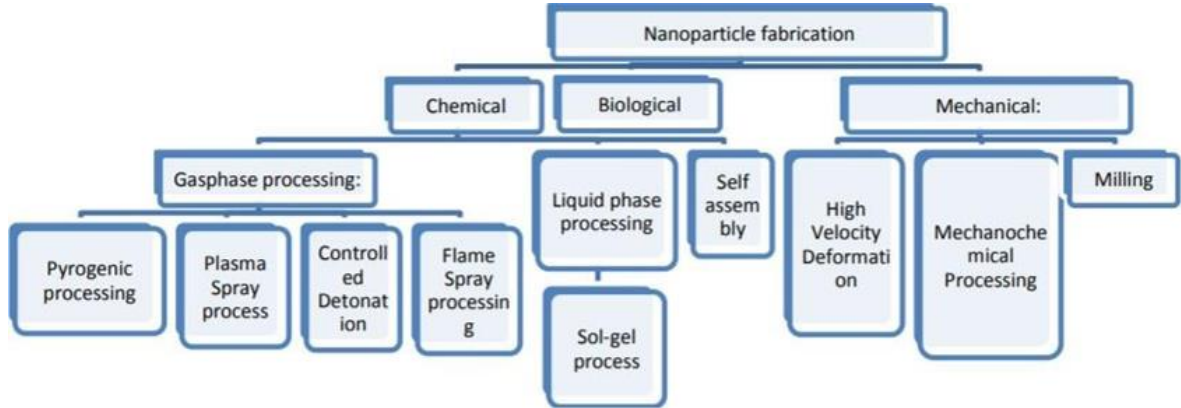 Nanoparticle fabrication
Chemical
Biological
Mechanical:
Gasphase processing:
Liquid phase
processing
Self
assem
bly
High
Velocity
Deformati
on
Mechanoche
mical
Processing
Milling
Pyrogenic
processing
Plasma
Spray
process
Controll
ed
Detonat
ion
Flame
Spray
processin
g
Sol-gel
process